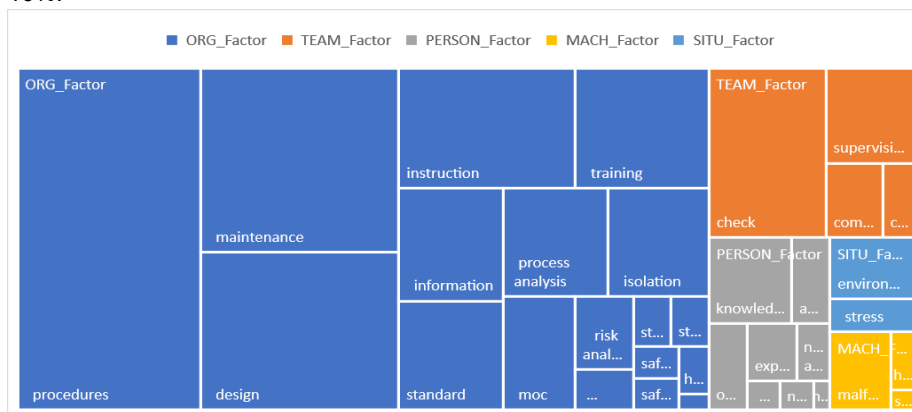 ORG_Factor TEAM_Factor PERSON_Factor MACH_Factor SITU_Factor
ORG_Factor
procedures
maintenance
design
instruction
training
information
process
analysis
isolation
standard
moc
risk
anal...
...
st...
st...
saf...
saf...
h...
TEAM_Factor
check
supervisi...
com...
c...
PERSON_Factor
knowled...
a...
o...
exp...
n...
a...
...
n...
SITU_Fa...
environ...
stress
MACH_F...
malf...
h...
s...